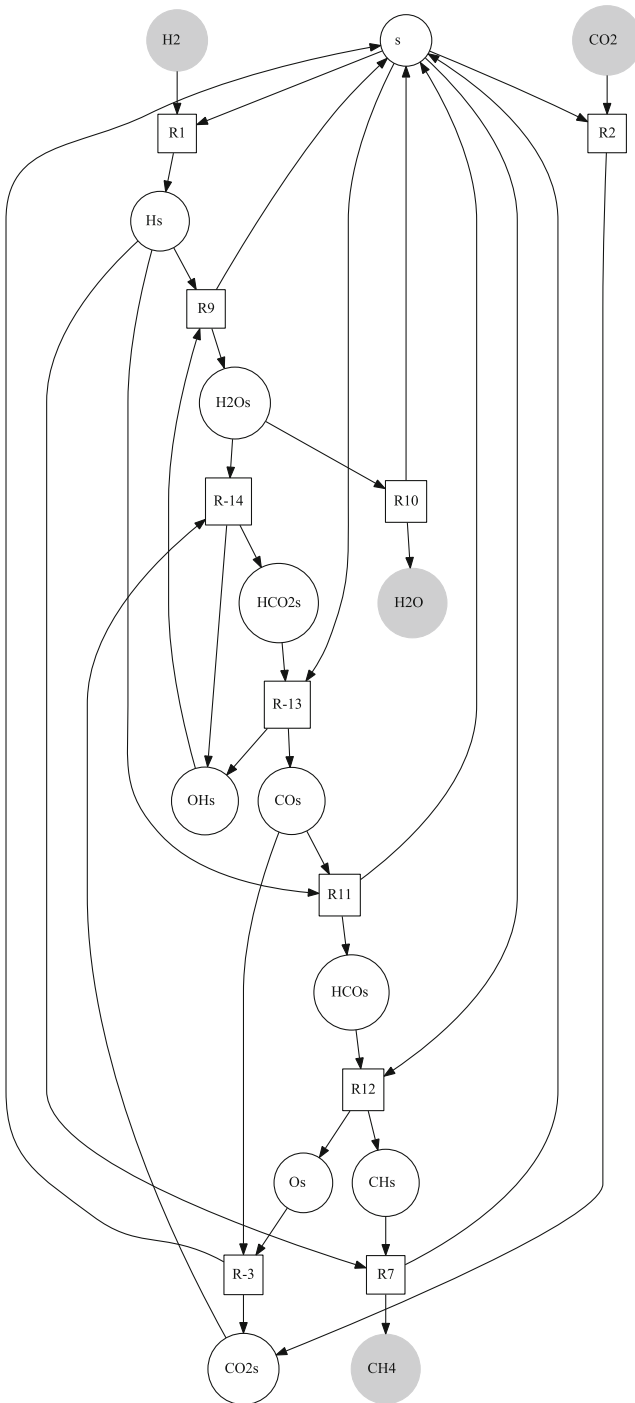 H2
s
CO2
R1
R2
Hs
R9
H2Os
R-14
R10
HCO2s
H2O
R-13
OHs
COs
R11
HCOs
R12
Os
CHs
R-3
R7
CO2s
CH4